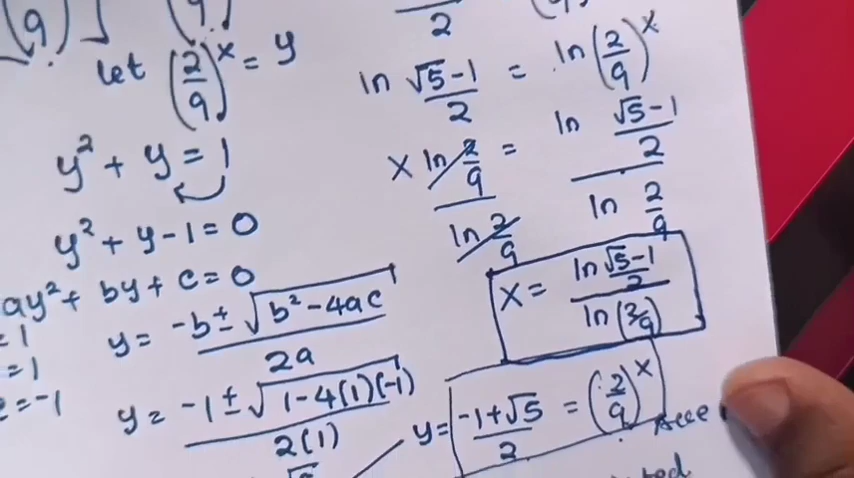 let (2/9)^x = y
y² + y = 1
y² + y - 1 = 0
ay² + by + c = 0
= 1
= 1
= -1
y = (-b ± √(b² - 4ac)) / 2a
y = (-1 ± √(1 - 4(1)(-1))) / 2(1)
2
ln (√5 - 1)/2 = ln (2/9)^x
x ln 2/9 / ln 2/9 = ln (√5 - 1)/2 / ln 2/9
x = ln (√5 - 1)/2 / ln (2/9)
y = (-1 + √5)/2 = (2/9)^x